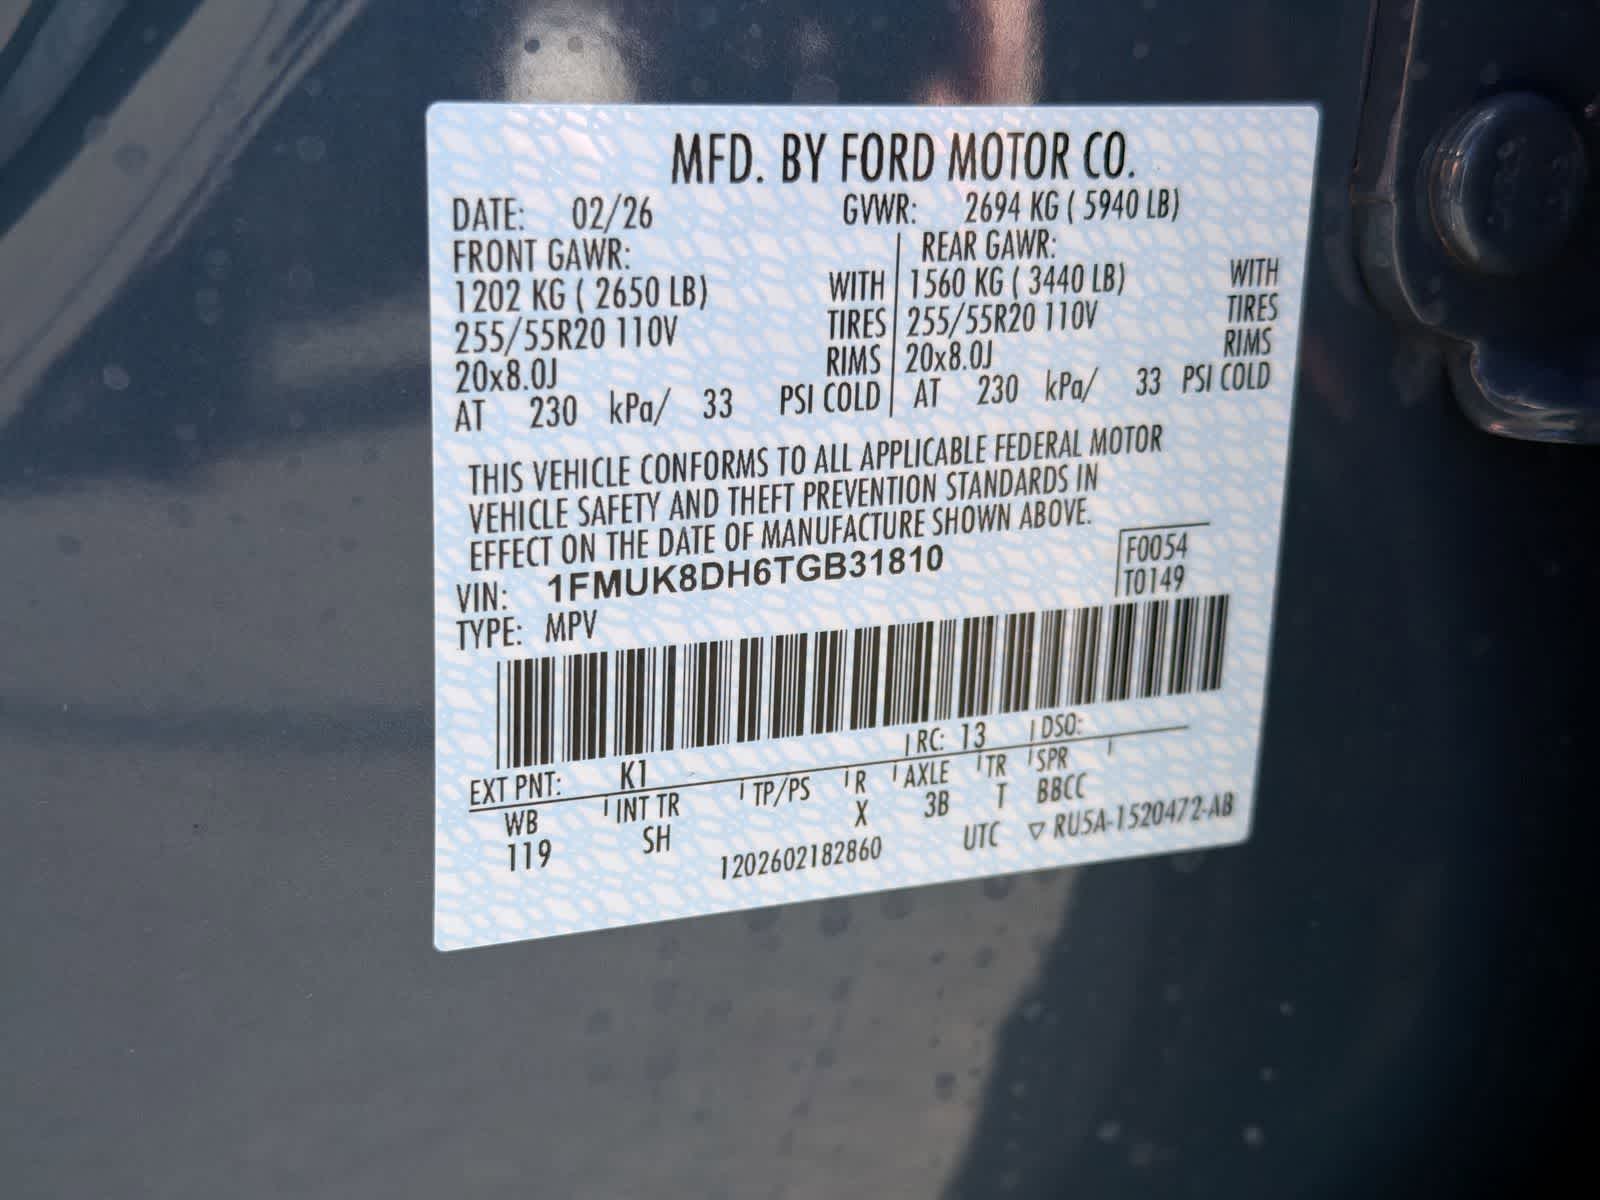 MFD. BY FORD MOTOR CO.
DATE: 02/26 GVWR: 2694 KG ( 5940 LB)
FRONT GAWR: REAR GAWR:
1202 KG ( 2650 LB) WITH 1560 KG ( 3440 LB) WITH
255/55R20 110V TIRES 255/55R20 110V TIRES
20x8.0J RIMS 20x8.0J RIMS
AT 230 kPa/ 33 PSI COLD AT 230 kPa/ 33 PSI COLD
THIS VEHICLE CONFORMS TO ALL APPLICABLE FEDERAL MOTOR
VEHICLE SAFETY AND THEFT PREVENTION STANDARDS IN
EFFECT ON THE DATE OF MANUFACTURE SHOWN ABOVE.
VIN: 1FMUK8DH6TGB31810 F0054
TYPE: MPV T0149
EXT PNT: K1 RC: 13 DSO:
WB INT TR TP/PS R AXLE TR SPR
119 SH X 3B T BBCC
1202602182860 UTC ▽ RU5A-1520472-AB